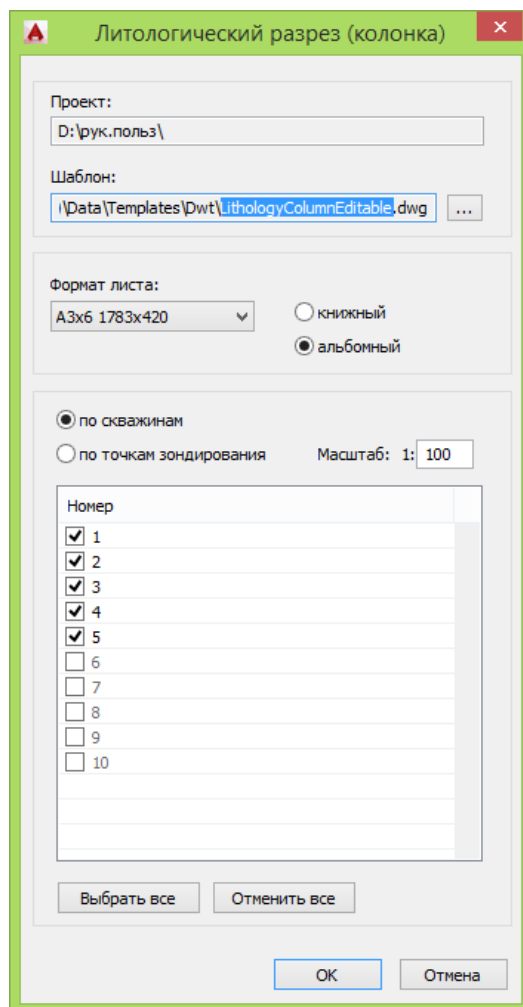 Литологический разрез (колонка)
Проект:
D:\рук.польз\
Шаблон:
\Data\Templates\Dwt\LithologyColumnEditable.dwg ...
Формат листа:
A3x6 1783x420
книжный
альбомный
по скважинам
по точкам зондирования Масштаб: 1: 100
Номер
1
2
3
4
5
6
7
8
9
10
Выбрать все Отменить все
OK Отмена